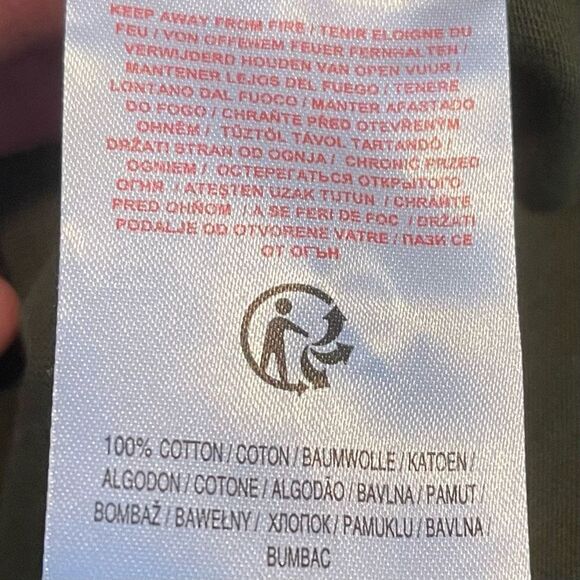 KEEP AWAY FROM FIRE / TENIR ELOIGNE DU
FEU / VON OFFENEM FEUER FERNHALTEN /
VERWIJDERD HOUDEN VAN OPEN VUUR /
MANTENER LEJOS DEL FUEGO / TENERE
LONTANO DAL FUOCO / MANTER AFASTADO
DO FOGO / CHRAŇTE PŘED OTEVŘENÝM
OHNĚM / TŰZTŐL TÁVOL TARTANDÓ /
DRŽATI STRAN OD OGNJA / CHRONIC PRZED
OGNIEM / ОСТЕРЕГАТЬСЯ ОТКРЫТОГО
ОГНЯ / ATEŞTEN UZAK TUTUN / CHRÁŇTE
PRED OHŇOM / A SE FERI DE FOC / DRŽATI
PODALJE OD OTVORENE VATRE / ПАЗИ СЕ
ОТ ОГЪН
100% COTTON / COTON / BAUMWOLLE / KATOEN /
ALGODON / COTONE / ALGODÃO / BAVLNA / PAMUT /
BOMBAŽ / BAWEŁNY / ХЛОПОК / PAMUKLU / BAVLNA /
BUMBAC